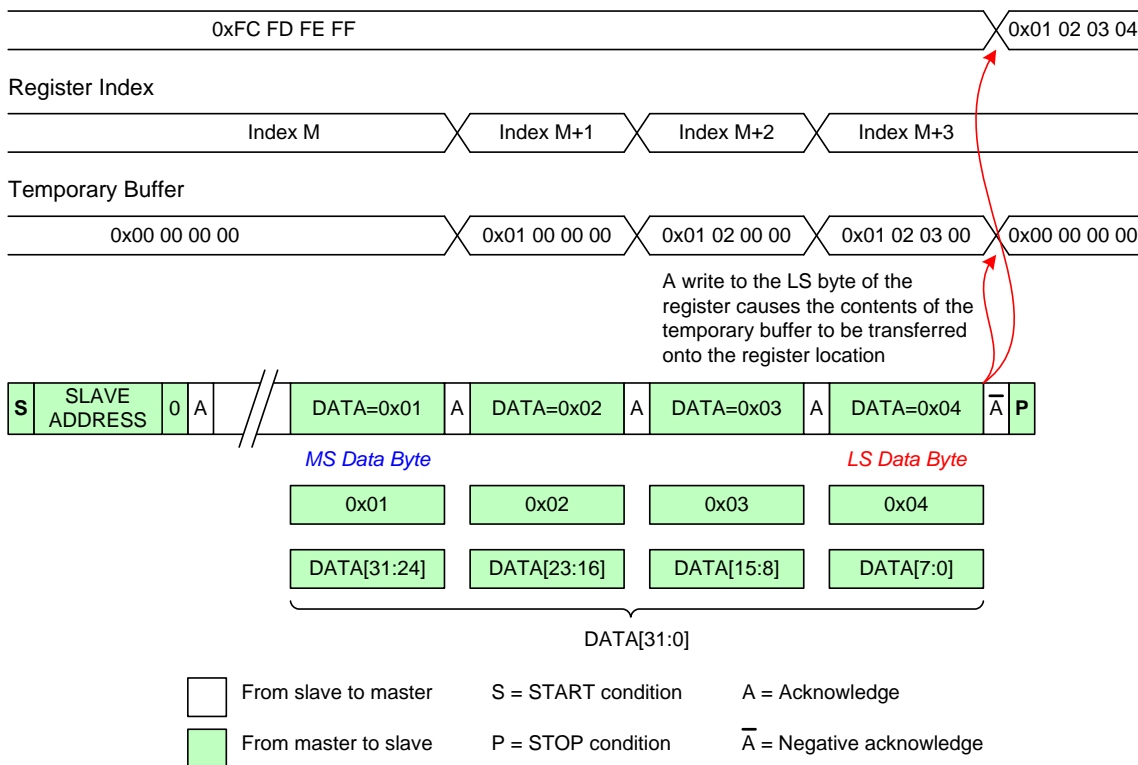 0xFC FD FE FF 0x01 02 03 04
Register Index
Index M Index M+1 Index M+2 Index M+3
Temporary Buffer
0x00 00 00 00 0x01 00 00 00 0x01 02 00 00 0x01 02 03 00 0x00 00 00 00
A write to the LS byte of the
register causes the contents of the
temporary buffer to be transferred
onto the register location
S SLAVE ADDRESS 0 A DATA=0x01 A DATA=0x02 A DATA=0x03 A DATA=0x04 A̅ P
MS Data Byte LS Data Byte
0x01 0x02 0x03 0x04
DATA[31:24] DATA[23:16] DATA[15:8] DATA[7:0]
DATA[31:0]
From slave to master S = START condition A = Acknowledge
From master to slave P = STOP condition A̅ = Negative acknowledge